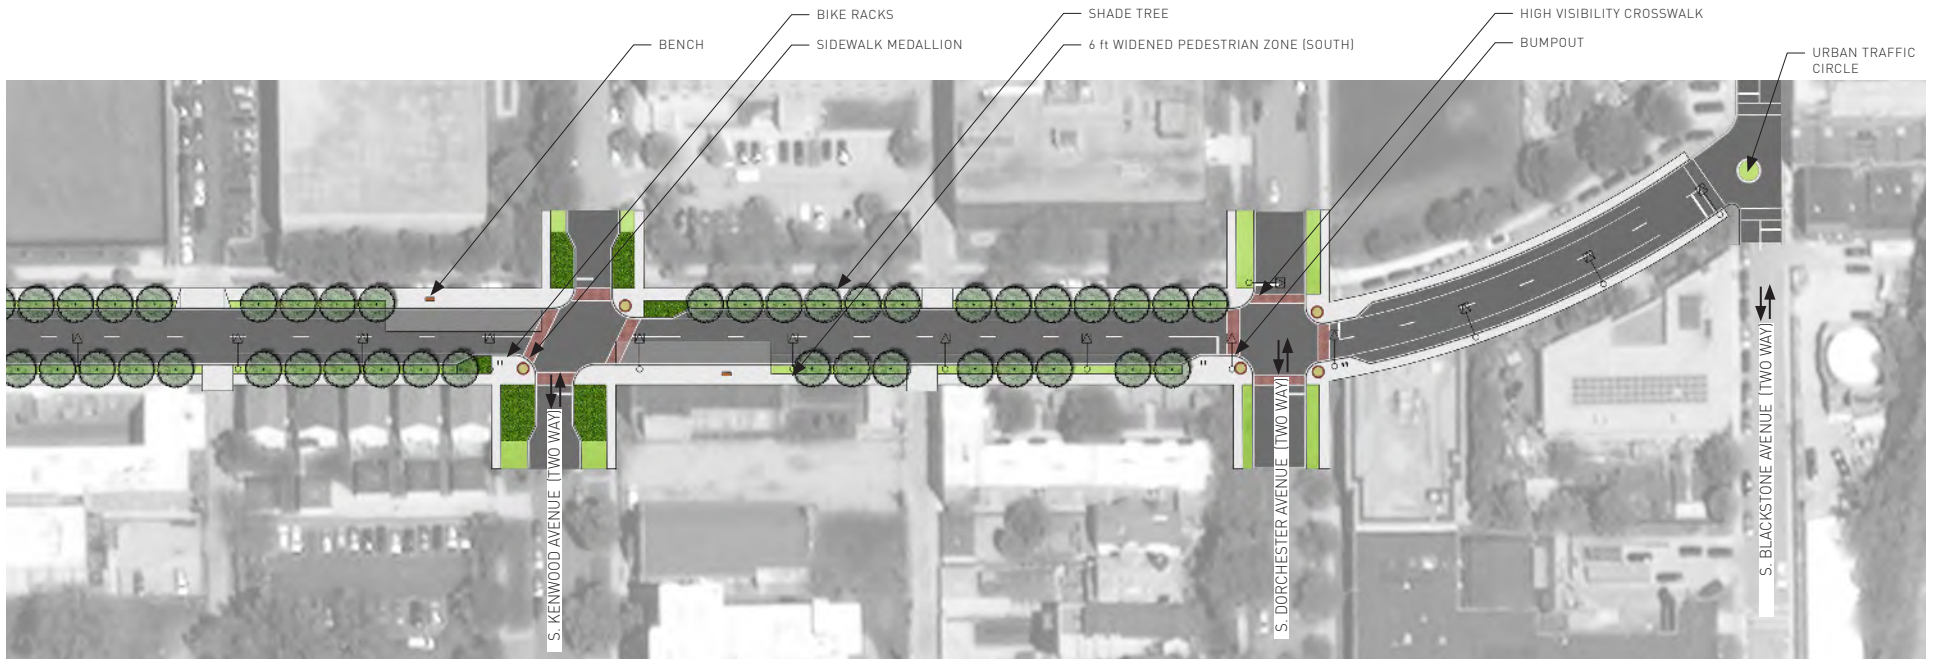 BIKE RACKS
SHADE TREE
HIGH VISIBILITY CROSSWALK
BENCH
SIDEWALK MEDALLION
6 ft WIDENED PEDESTRIAN ZONE (SOUTH)
BUMPOUT
URBAN TRAFFIC
CIRCLE
S. KENWOOD AVENUE (TWO WAY)
S. DORCHESTER AVENUE (TWO WAY)
S. BLACKSTONE AVENUE (TWO WAY)